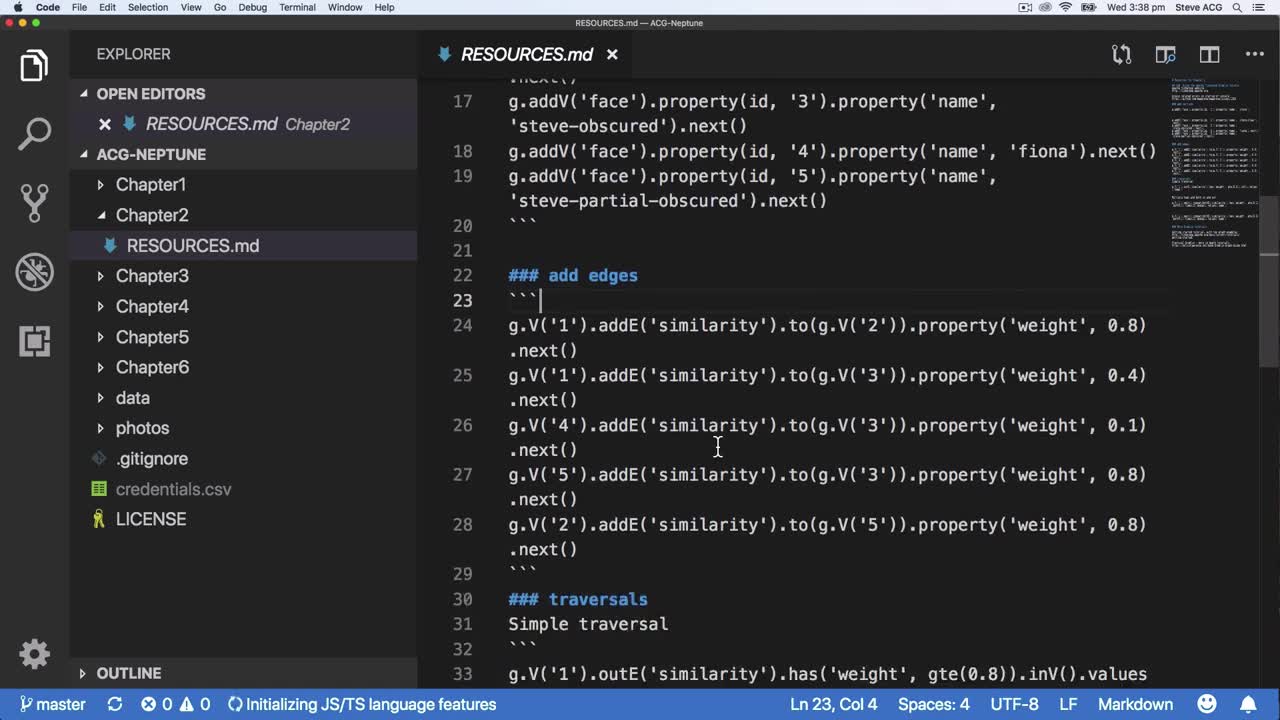 Code File Edit Selection View Go Debug Terminal Window Help Wed 3:38 pm Steve ACG
RESOURCES.md — ACG-Neptune
EXPLORER
OPEN EDITORS
RESOURCES.md Chapter2
ACG-NEPTUNE
Chapter1
Chapter2
RESOURCES.md
Chapter3
Chapter4
Chapter5
Chapter6
data
photos
.gitignore
credentials.csv
LICENSE
OUTLINE
RESOURCES.md
.next()
17 g.addV('face').property(id, '3').property('name',
'steve-obscured').next()
18 g.addV('face').property(id, '4').property('name', 'fiona').next()
19 g.addV('face').property(id, '5').property('name',
'steve-partial-obscured').next()
20 ```
21
22 ### add edges
23 ```
24 g.V('1').addE('similarity').to(g.V('2')).property('weight', 0.8)
.next()
25 g.V('1').addE('similarity').to(g.V('3')).property('weight', 0.4)
.next()
26 g.V('4').addE('similarity').to(g.V('3')).property('weight', 0.1)
.next()
27 g.V('5').addE('similarity').to(g.V('3')).property('weight', 0.8)
.next()
28 g.V('2').addE('similarity').to(g.V('5')).property('weight', 0.8)
.next()
29 ```
30 ### traversals
31 Simple traversal
32 ```
33 g.V('1').outE('similarity').has('weight', gte(0.8)).inV().values
master 0 0 Initializing JS/TS language features Ln 23, Col 4 Spaces: 4 UTF-8 LF Markdown